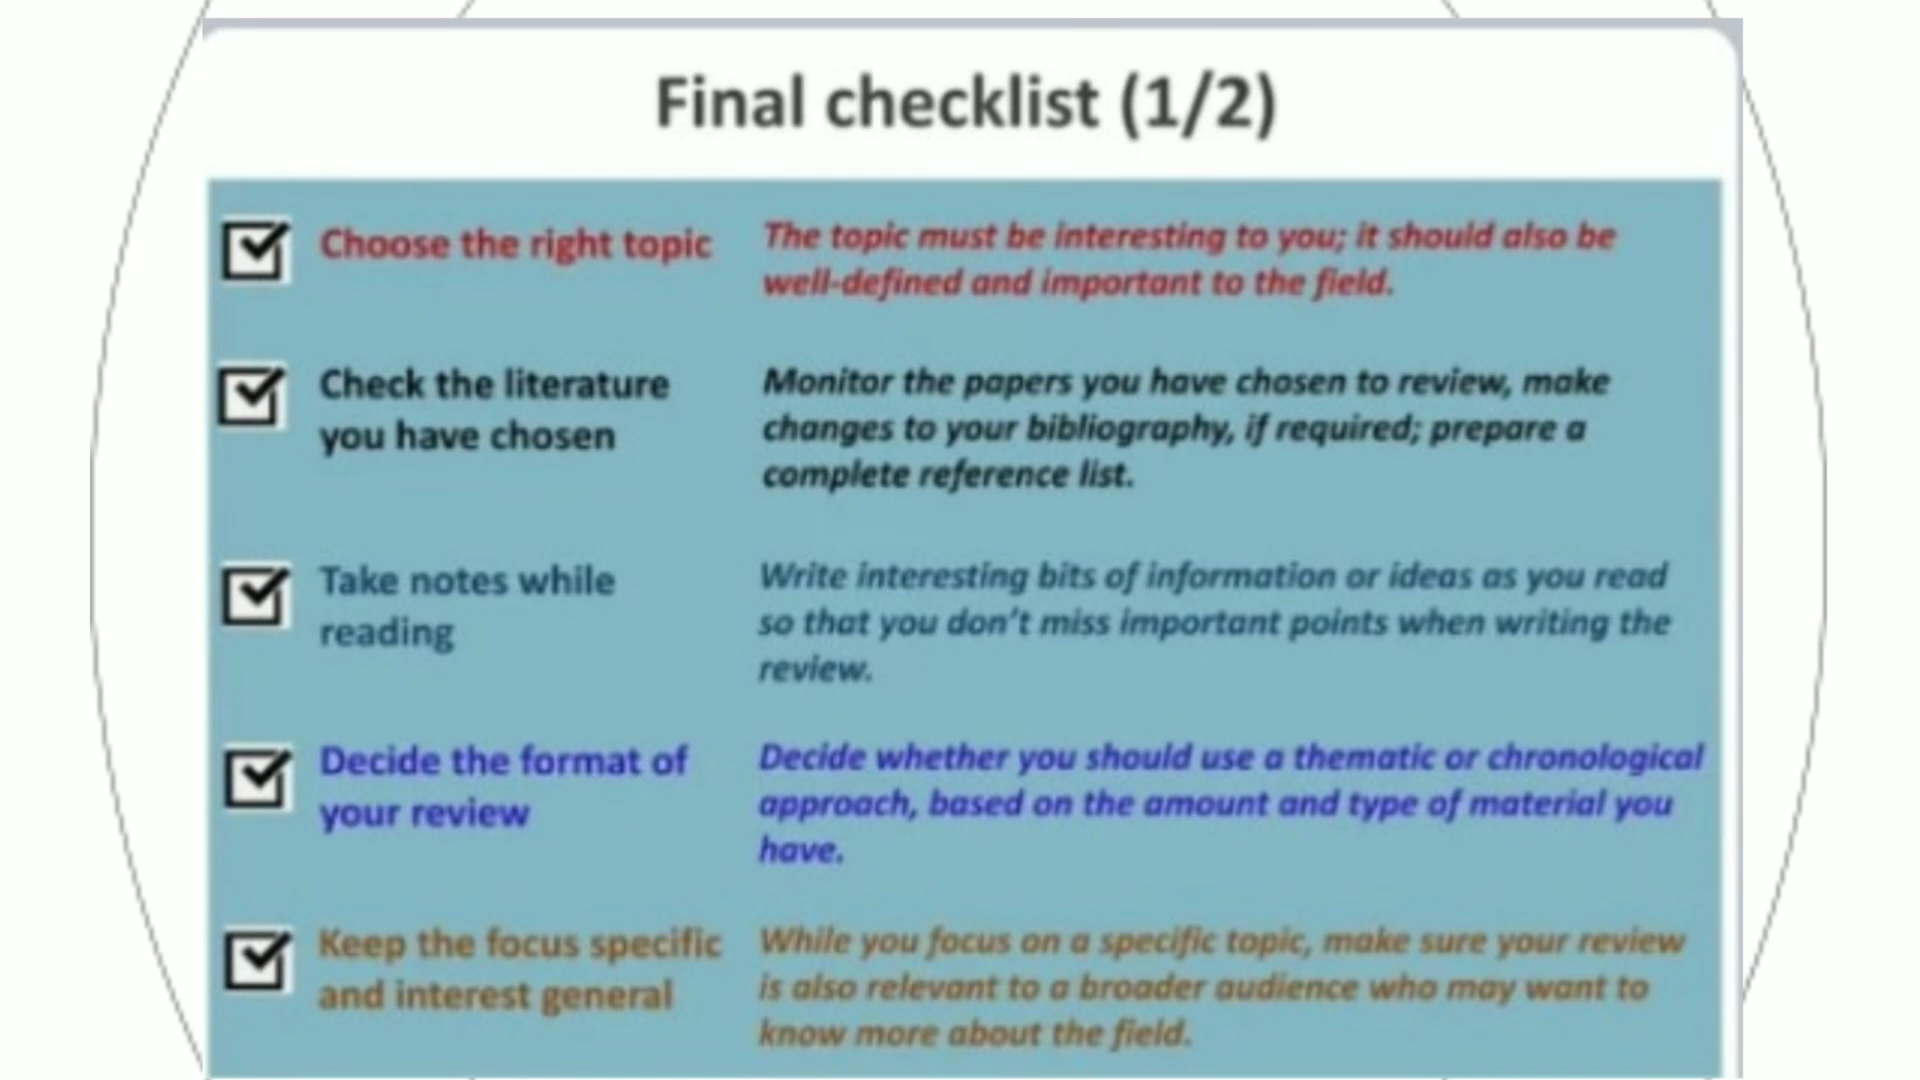 Final checklist (1/2)
Choose the right topic
The topic must be interesting to you; it should also be
well-defined and important to the field.
Check the literature
you have chosen
Monitor the papers you have chosen to review, make
changes to your bibliography, if required; prepare a
complete reference list.
Take notes while
reading
Write interesting bits of information or ideas as you read
so that you don't miss important points when writing the
review.
Decide the format of
your review
Decide whether you should use a thematic or chronological
approach, based on the amount and type of material you
have.
Keep the focus specific
and interest general
While you focus on a specific topic, make sure your review
is also relevant to a broader audience who may want to
know more about the field.